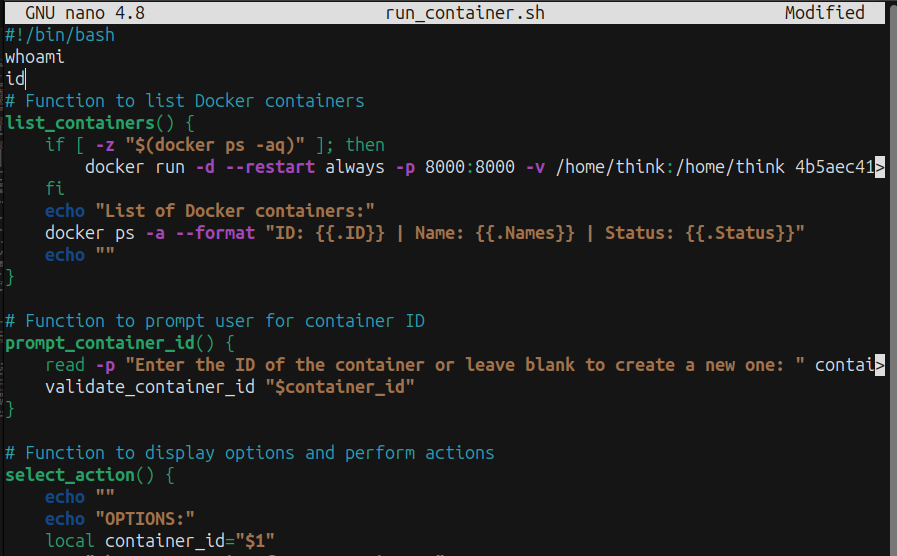 GNU nano 4.8 run_container.sh Modified
#!/bin/bash
whoami
id
# Function to list Docker containers
list_containers() {
    if [ -z "$(docker ps -aq)" ]; then
        docker run -d --restart always -p 8000:8000 -v /home/think:/home/think 4b5aec41>
    fi
    echo "List of Docker containers:"
    docker ps -a --format "ID: {{.ID}} | Name: {{.Names}} | Status: {{.Status}}"
    echo ""
}
# Function to prompt user for container ID
prompt_container_id() {
    read -p "Enter the ID of the container or leave blank to create a new one: " contai>
    validate_container_id "$container_id"
}
# Function to display options and perform actions
select_action() {
    echo ""
    echo "OPTIONS:"
    local container_id="$1"